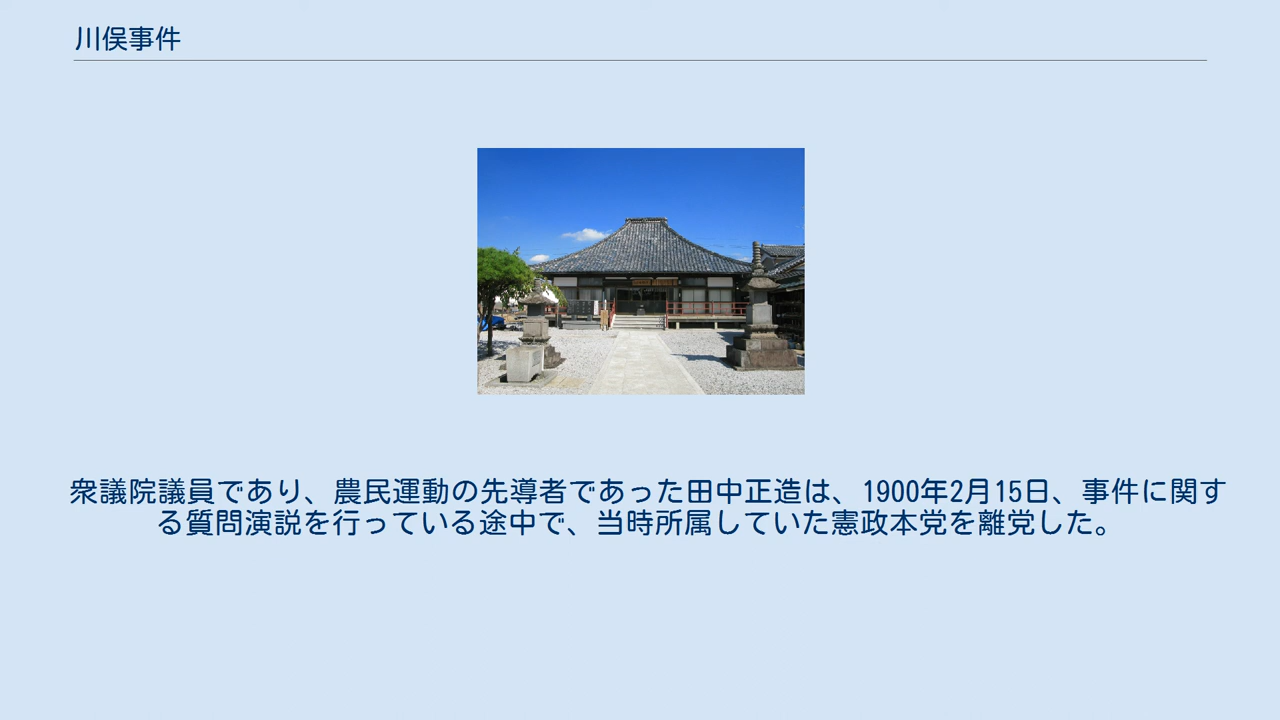 川俣事件
衆議院議員であり、農民運動の先導者であった田中正造は、1900年2月15日、事件に関す
る質問演説を行っている途中で、当時所属していた憲政本党を離党した。